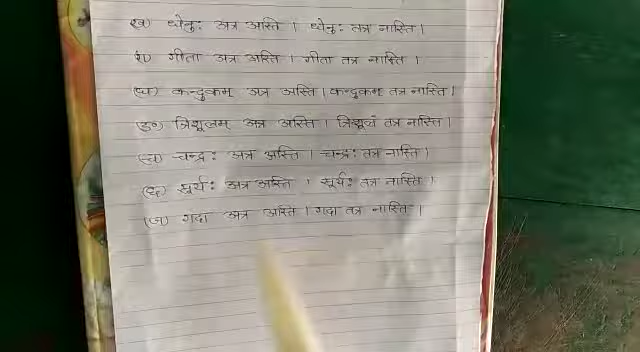 (ख) धेनुः अत्र अस्ति । धेनुः तत्र नास्ति ।
(ग) गीता अत्र अस्ति । गीता तत्र नास्ति ।
(घ) कन्दुकम् अत्र अस्ति । कन्दुकम् तत्र नास्ति ।
(ङ) त्रिशूलम् अत्र अस्ति । त्रिशूलं तत्र नास्ति ।
(च) चन्द्रः अत्र अस्ति । चन्द्रः तत्र नास्ति ।
(छ) सूर्यः अत्र अस्ति । सूर्यः तत्र नास्ति ।
(ज) गदा अत्र अस्ति । गदा तत्र नास्ति ।